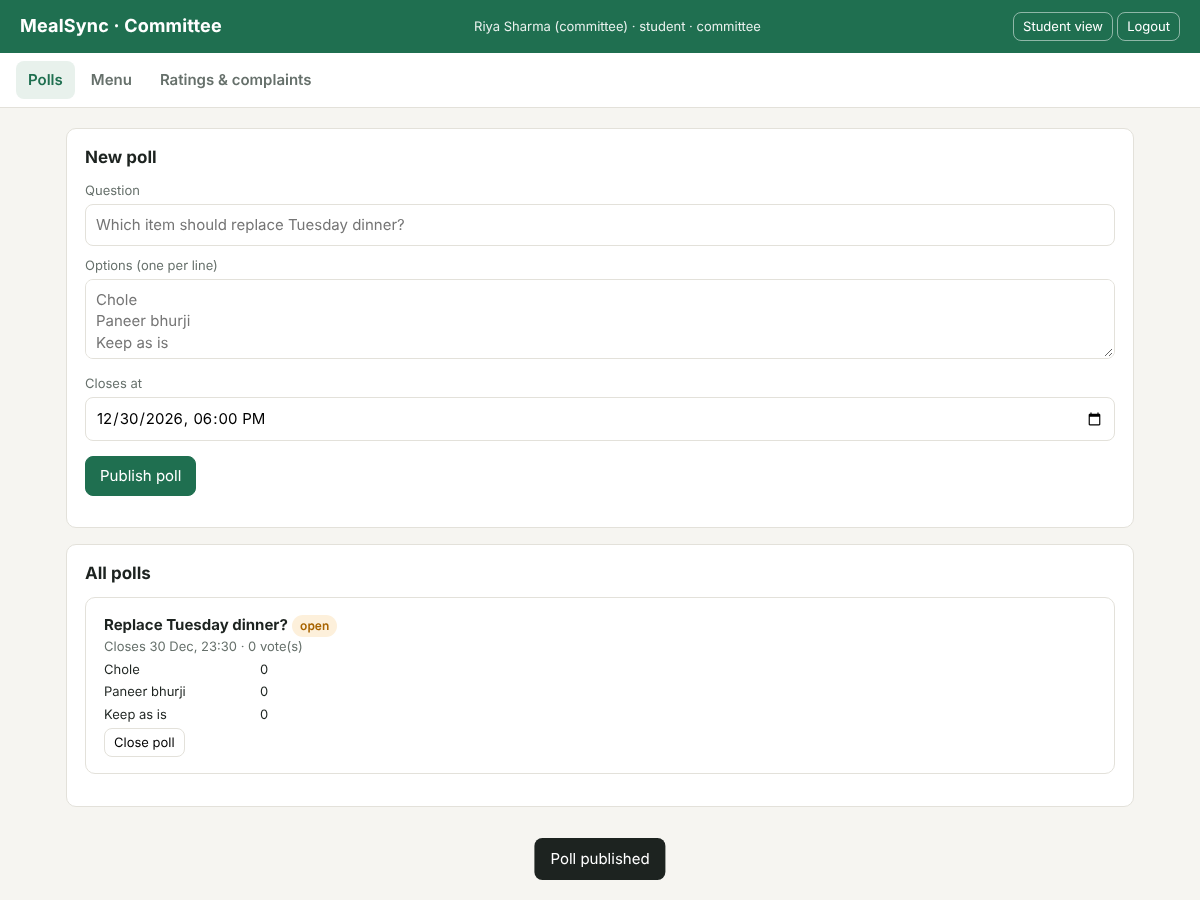 MealSync · Committee
Riya Sharma (committee) · student · committee
Student view
Logout
Polls
Menu
Ratings & complaints
New poll
Question
Which item should replace Tuesday dinner?
Options (one per line)
Chole
Paneer bhurji
Keep as is
Closes at
12/30/2026, 06:00 PM
Publish poll
All polls
Replace Tuesday dinner? open
Closes 30 Dec, 23:30 · 0 vote(s)
Chole 0
Paneer bhurji 0
Keep as is 0
Close poll
Poll published